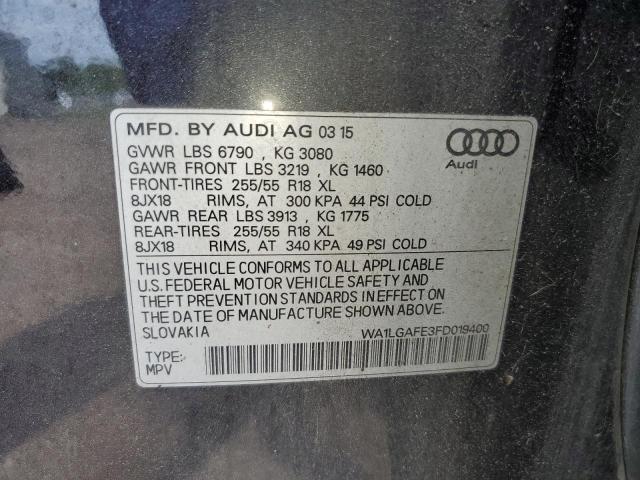 MFD. BY AUDI AG 03 15
GVWR LBS 6790 , KG 3080
GAWR FRONT LBS 3219 , KG 1460
FRONT-TIRES 255/55 R18 XL
8JX18 RIMS, AT 300 KPA 44 PSI COLD
GAWR REAR LBS 3913 , KG 1775
REAR-TIRES 255/55 R18 XL
8JX18 RIMS, AT 340 KPA 49 PSI COLD
Audi
THIS VEHICLE CONFORMS TO ALL APPLICABLE
U.S. FEDERAL MOTOR VEHICLE SAFETY AND
THEFT PREVENTION STANDARDS IN EFFECT ON
THE DATE OF MANUFACTURE SHOWN ABOVE.
SLOVAKIA WA1LGAFE3FD019400
TYPE:
MPV